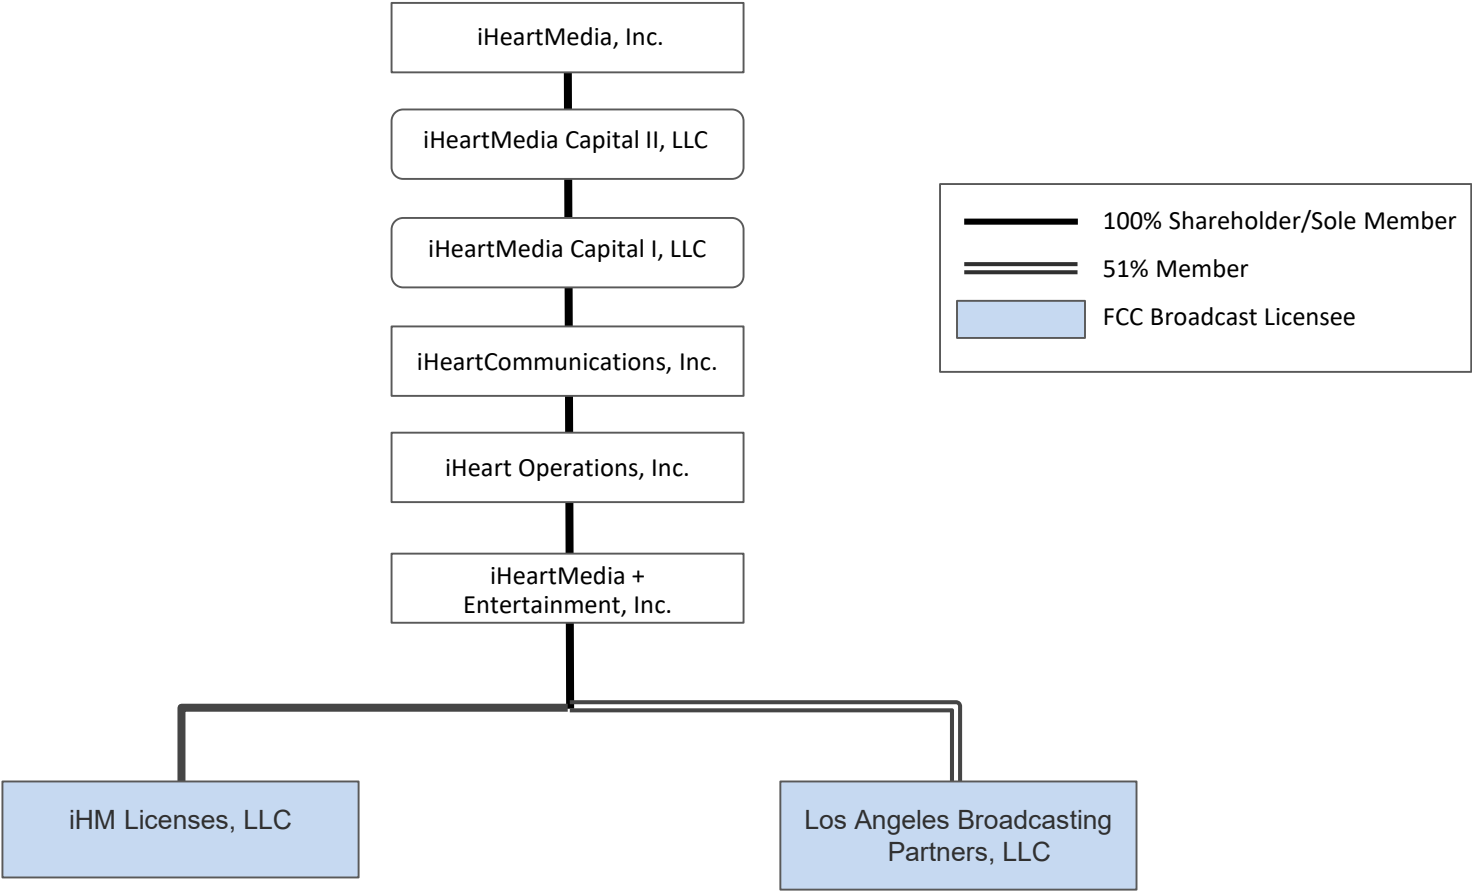 iHeartMedia, Inc.
iHeartMedia Capital II, LLC
iHeartMedia Capital I, LLC
iHeartCommunications, Inc.
iHeart Operations, Inc.
iHeartMedia +
Entertainment, Inc.
100% Shareholder/Sole Member
51% Member
FCC Broadcast Licensee
iHM Licenses, LLC
Los Angeles Broadcasting
Partners, LLC